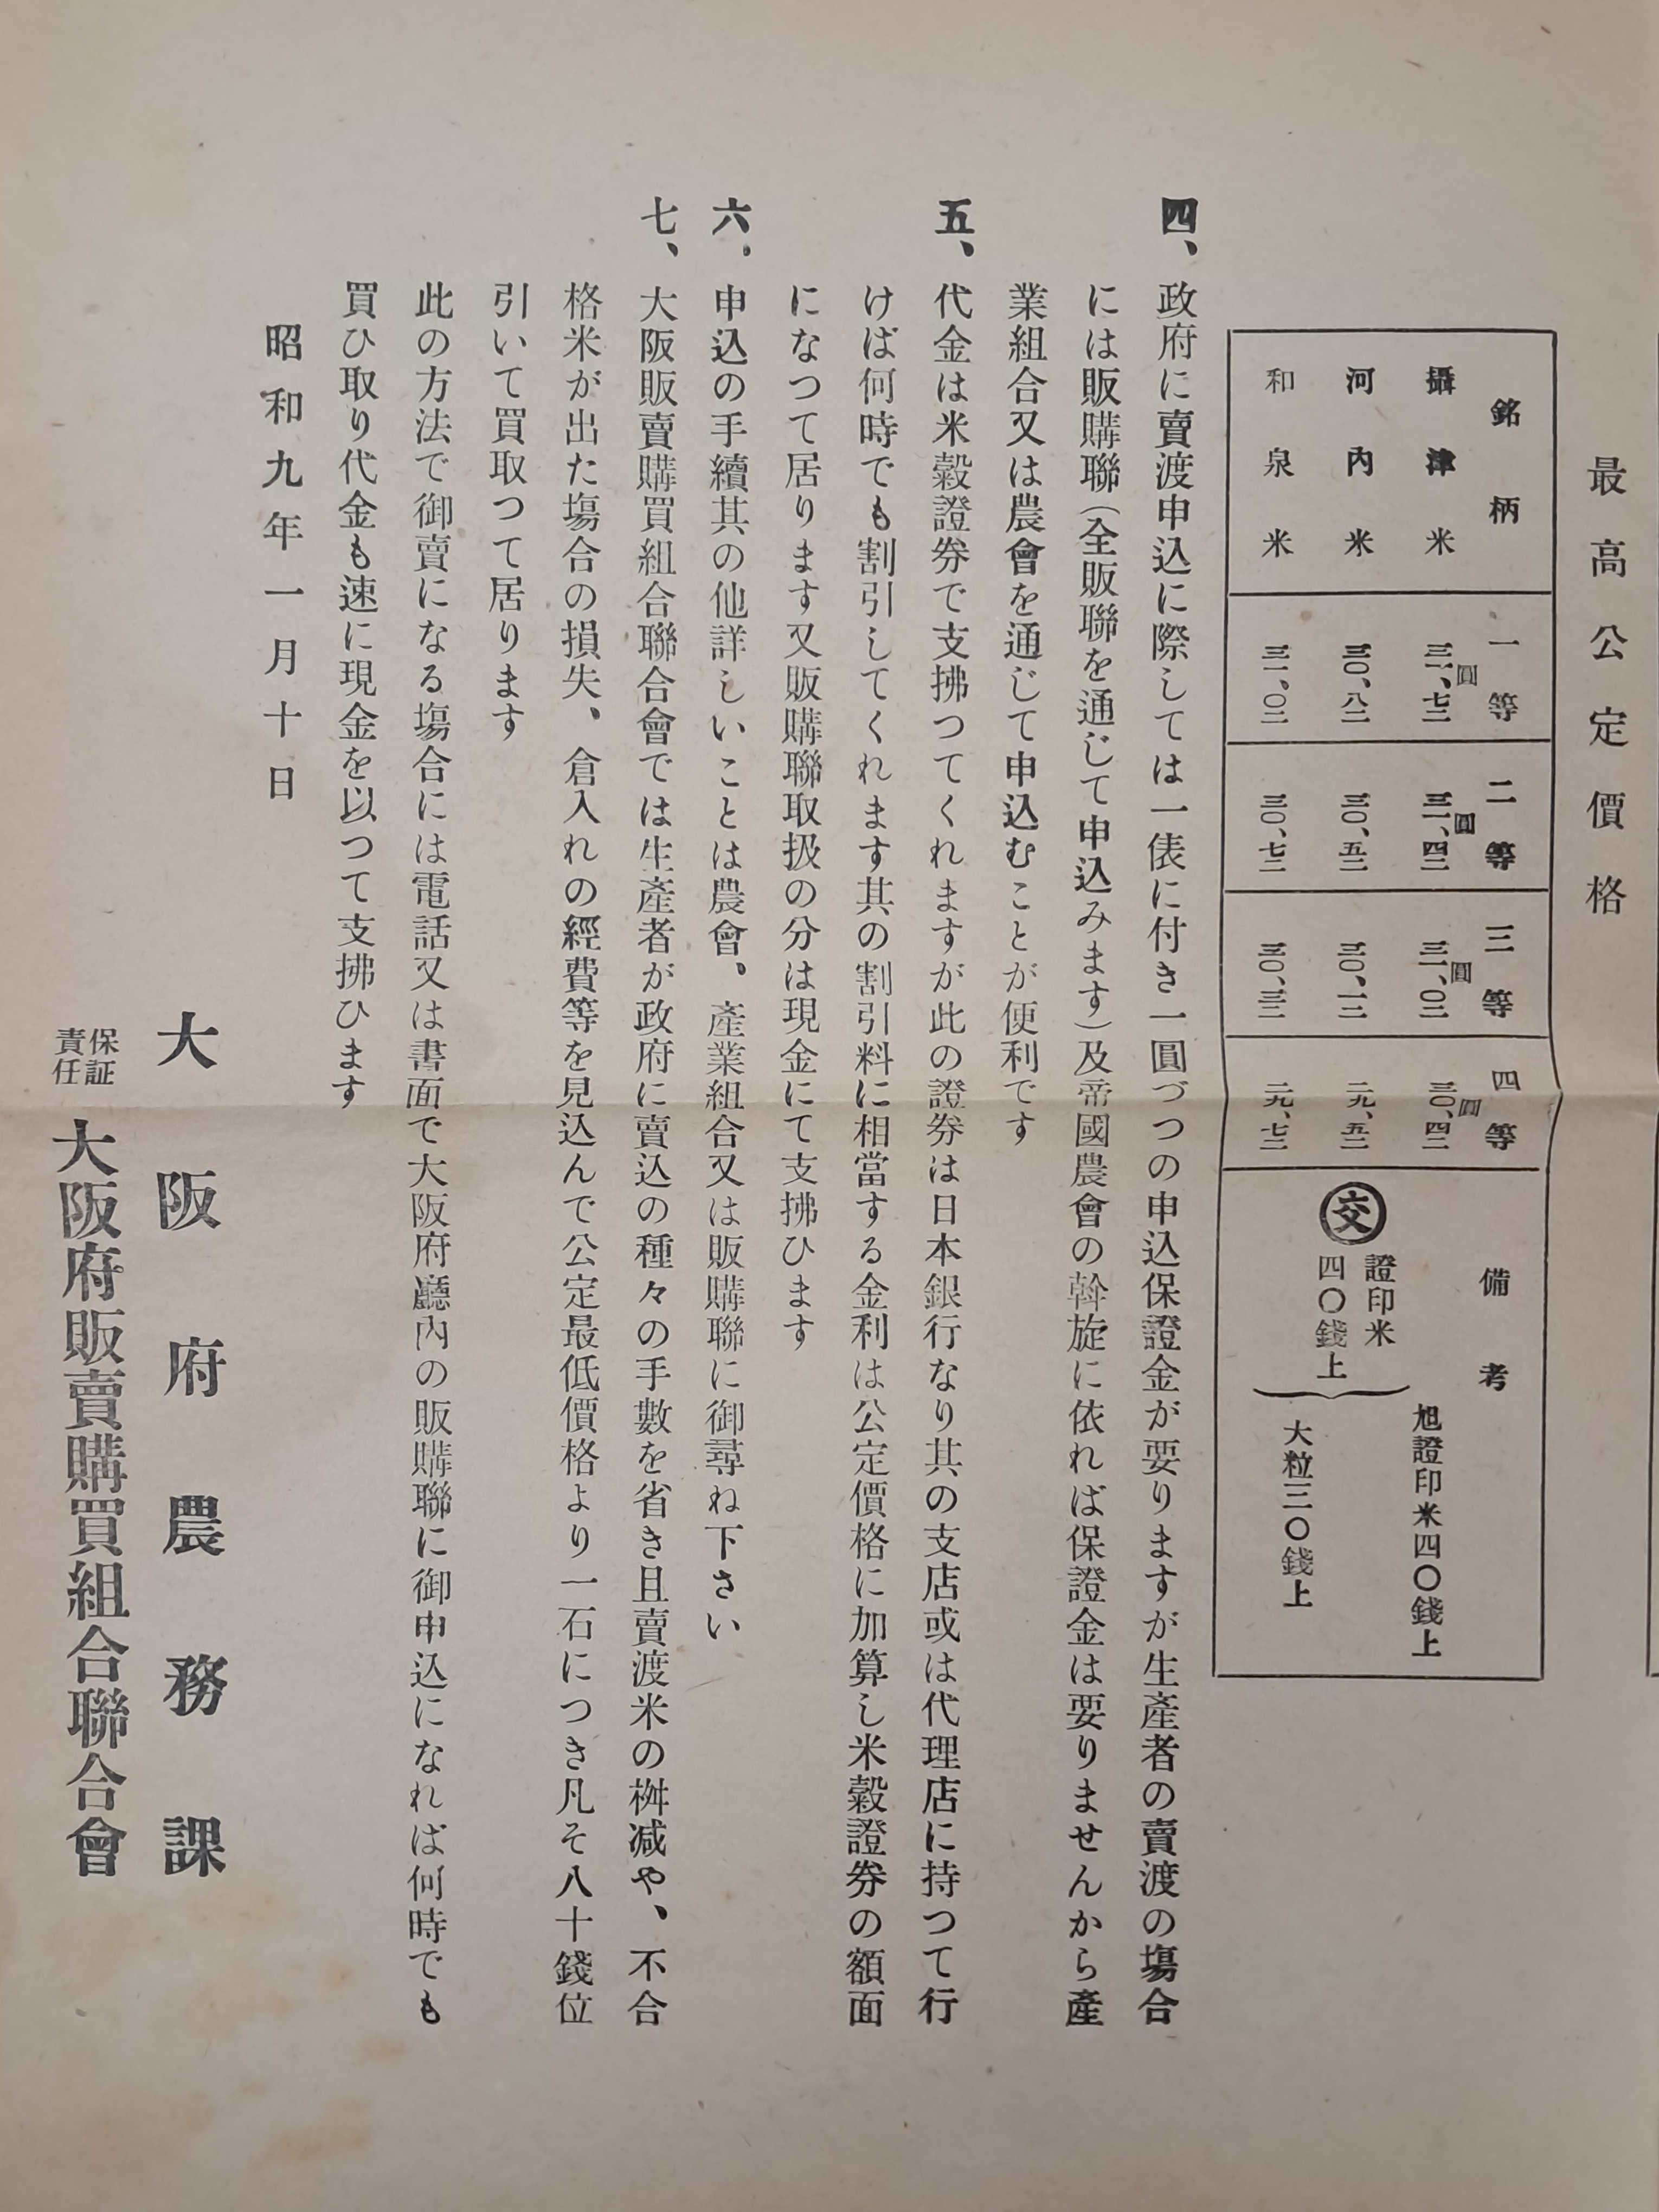 最高公定價格
銘柄 一等 二等 三等 四等 備考
攝津米 三一、七二圓 三一、四二圓 三一、〇二圓 三〇、四二圓
河內米 三〇、八二 三〇、五二 三〇、一二 二九、五二
和泉米 三一、〇二 三〇、七二 三〇、三二 二九、七二
旭證印米四〇錢上
交 證印米四〇錢上
大粒三〇錢上
四、政府に賣渡申込に際しては一俵に付き一圓づつの申込保證金が要りますが生產者の賣渡の塲合
には販購聯(全販聯を通じて申込みます)及帝國農會の斡旋に依れば保證金は要りませんから產
業組合又は農會を通じて申込むことが便利です
五、代金は米穀證券で支拂つてくれますが此の證券は日本銀行なり其の支店或は代理店に持つて行
けば何時でも割引してくれます其の割引料に相當する金利は公定價格に加算し米穀證券の額面
になつて居ります又販購聯取扱の分は現金にて支拂ひます
六、申込の手續其の他詳しいことは農會、產業組合又は販購聯に御尋ね下さい
七、大阪販賣購買組合聯合會では生產者が政府に賣込の種々の手數を省き且賣渡米の桝減や、不合
格米が出た塲合の損失、倉入れの經費等を見込んで公定最低價格より一石につき凡そ八十錢位
引いて買取つて居ります
此の方法で御賣になる塲合には電話又は書面で大阪府廳內の販購聯に御申込になれば何時でも
買ひ取り代金も速に現金を以つて支拂ひます
昭和九年一月十日
大阪府農務課
保証責任 大阪府販賣購買組合聯合會